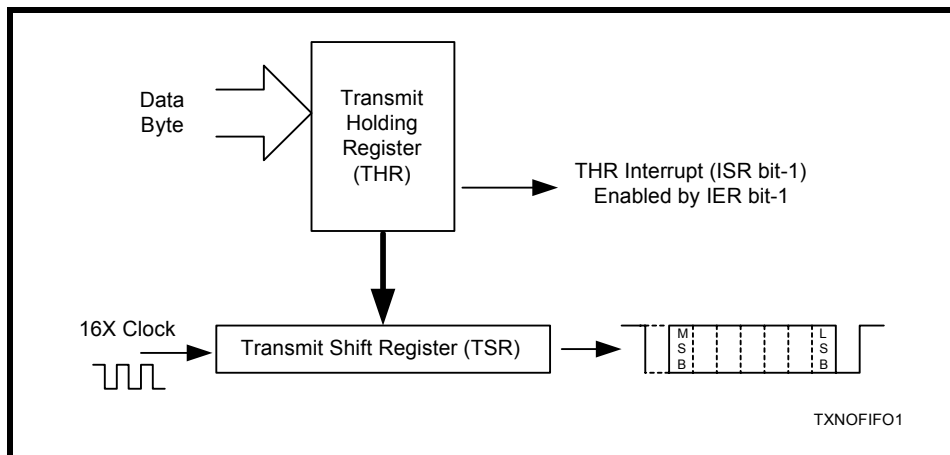 Data
Byte
Transmit
Holding
Register
(THR)
THR Interrupt (ISR bit-1)
Enabled by IER bit-1
16X Clock
Transmit Shift Register (TSR)
M
S
B
L
S
B
TXNOFIFO1